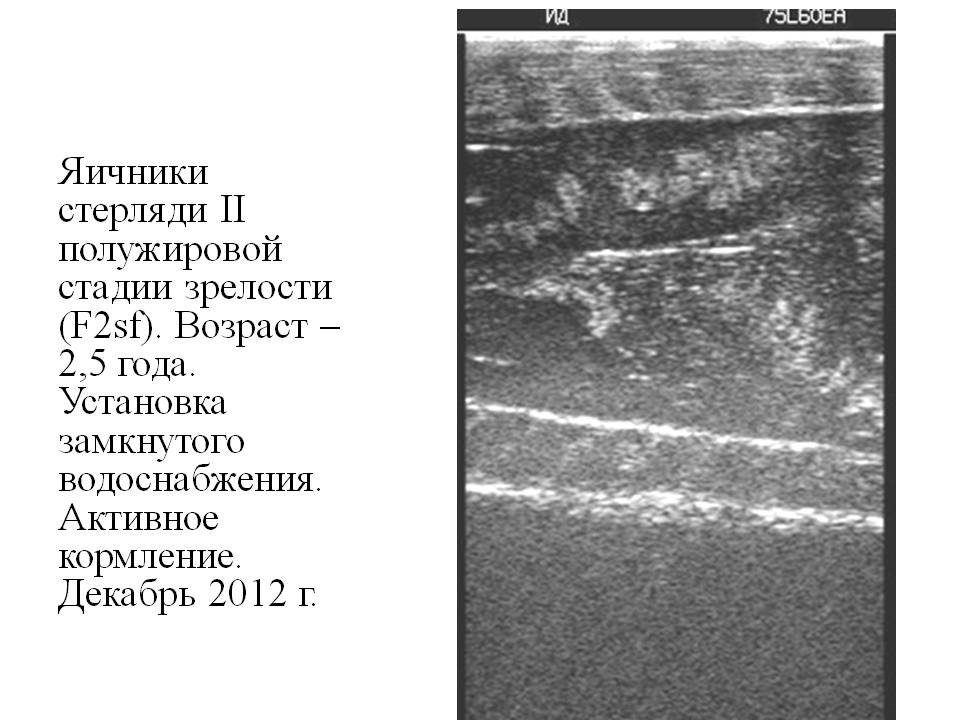 ИД 75L60EA
Яичники
стерляди II
полужировой
стадии зрелости
(F2sf). Возраст –
2,5 года.
Установка
замкнутого
водоснабжения.
Активное
кормление.
Декабрь 2012 г.